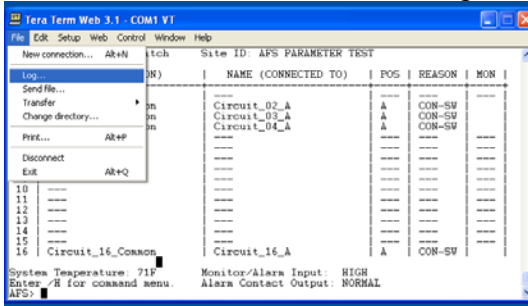 Tera Term Web 3.1 - COM1 VT
File Edit Setup Web Control Window Help
New connection... Alt+N
Log...
Send file...
Transfer
Change directory...
Print... Alt+P
Disconnect
Exit Alt+Q
itch Site ID: AFS PARAMETER TEST
ON) | NAME (CONNECTED TO) | POS | REASON | MON |
| --- | --- | --- | --- |
on | Circuit_02_A | A | CON-SW | |
on | Circuit_03_A | A | CON-SW | |
on | Circuit_04_A | A | CON-SW | |
| --- | --- | --- | --- |
| --- | --- | --- | --- |
| --- | --- | --- | --- |
| --- | --- | --- | --- |
| --- | --- | --- | --- |
10 | --- | --- | --- | --- | --- |
11 | --- | --- | --- | --- | --- |
12 | --- | --- | --- | --- | --- |
13 | --- | --- | --- | --- | --- |
14 | --- | --- | --- | --- | --- |
15 | --- | --- | --- | --- | --- |
16 | Circuit_16_Common | Circuit_16_A | A | CON-SW | |
System Temperature: 71F Monitor/Alarm Input: HIGH
Enter /H for command menu. Alarm Contact Output: NORMAL
AFS>